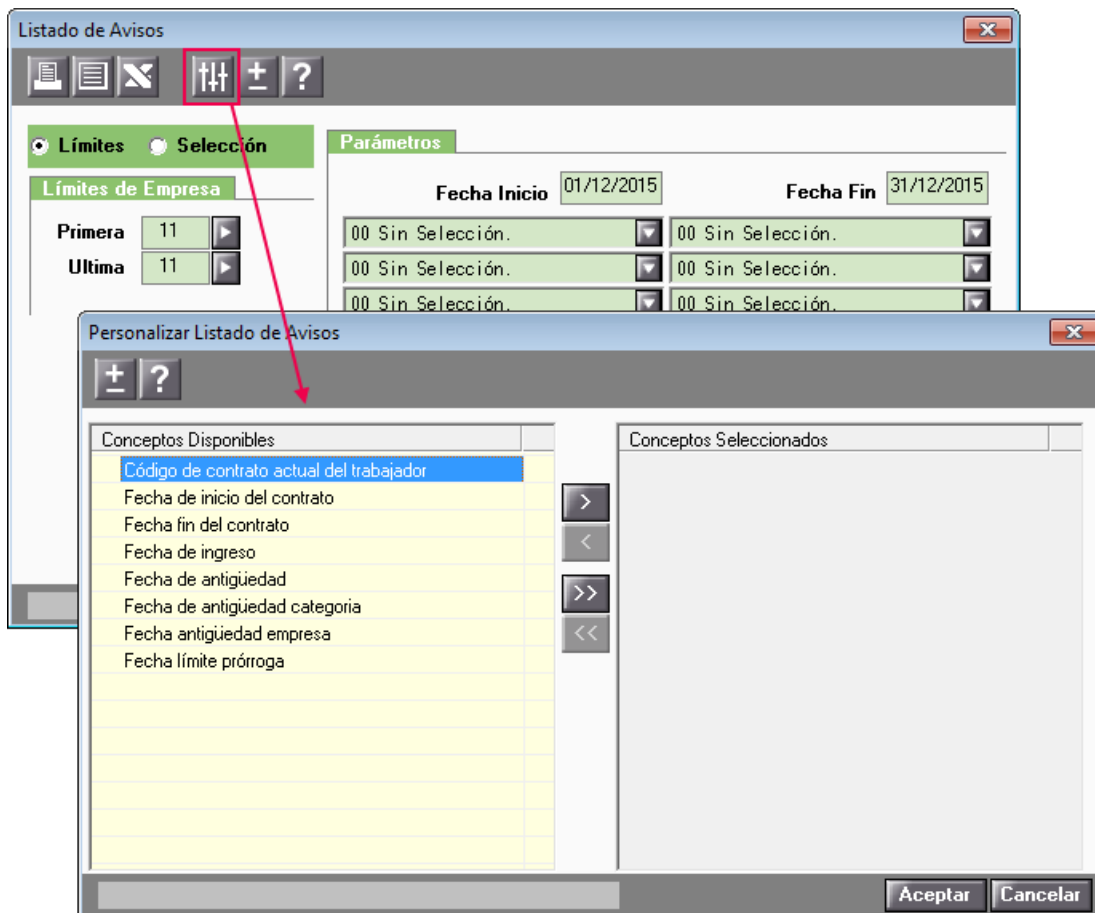 Listado de Avisos
± ?
Límites Selección
Parámetros
Límites de Empresa
Fecha Inicio 01/12/2015 Fecha Fin 31/12/2015
Primera 11
Ultima 11
00 Sin Selección. 00 Sin Selección.
00 Sin Selección. 00 Sin Selección.
00 Sin Selección. 00 Sin Selección.
Personalizar Listado de Avisos
± ?
Conceptos Disponibles
Código de contrato actual del trabajador
Fecha de inicio del contrato
Fecha fin del contrato
Fecha de ingreso
Fecha de antigüedad
Fecha de antigüedad categoria
Fecha antigüedad empresa
Fecha límite prórroga
>
<
>>
<<
Conceptos Seleccionados
Aceptar Cancelar